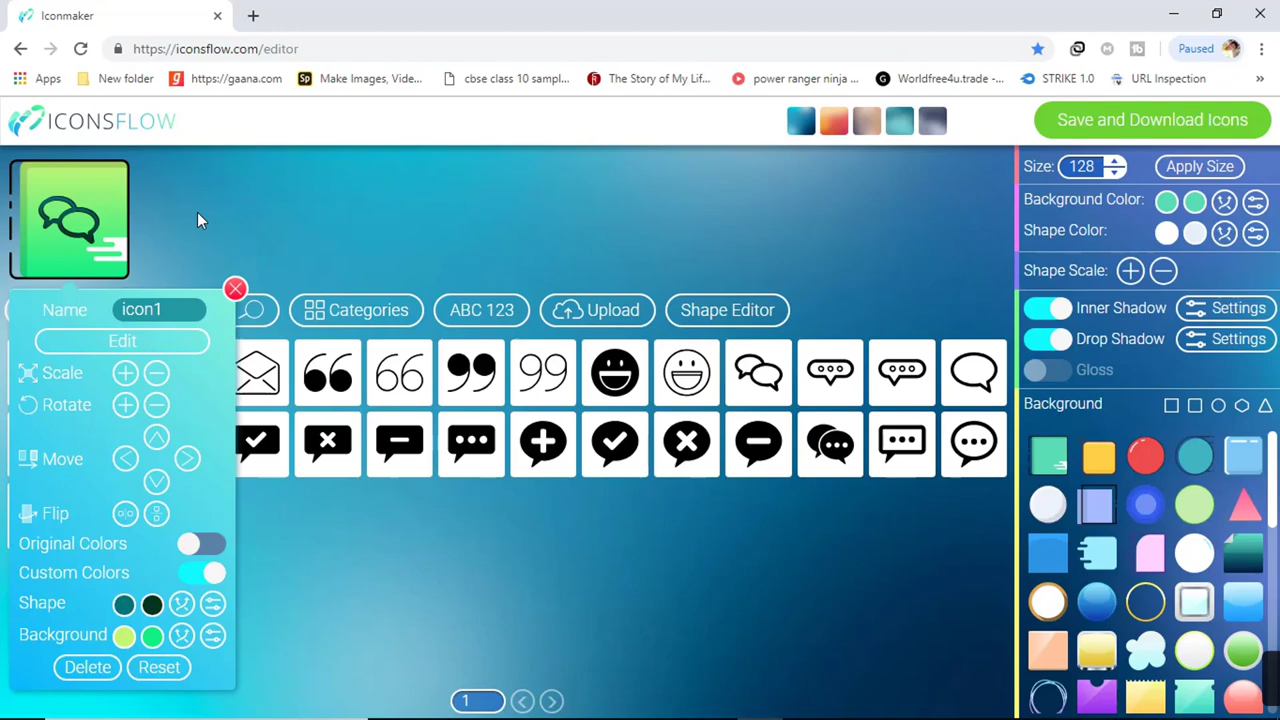 Iconmaker
https://iconsflow.com/editor
Paused
Apps
New folder
https://gaana.com
Sp
Make Images, Vide...
cbse class 10 sampl...
The Story of My Life...
power ranger ninja ...
G
Worldfree4u.trade -...
STRIKE 1.0
URL Inspection
»
ICONSFLOW
Save and Download Icons
Size: 128
Apply Size
Background Color:
Shape Color:
Shape Scale:
Inner Shadow
Settings
Drop Shadow
Settings
Gloss
Background
Name
icon1
Edit
Scale
Rotate
Move
Flip
Original Colors
Custom Colors
Shape
Background
Delete
Reset
Categories
ABC 123
Upload
Shape Editor
1